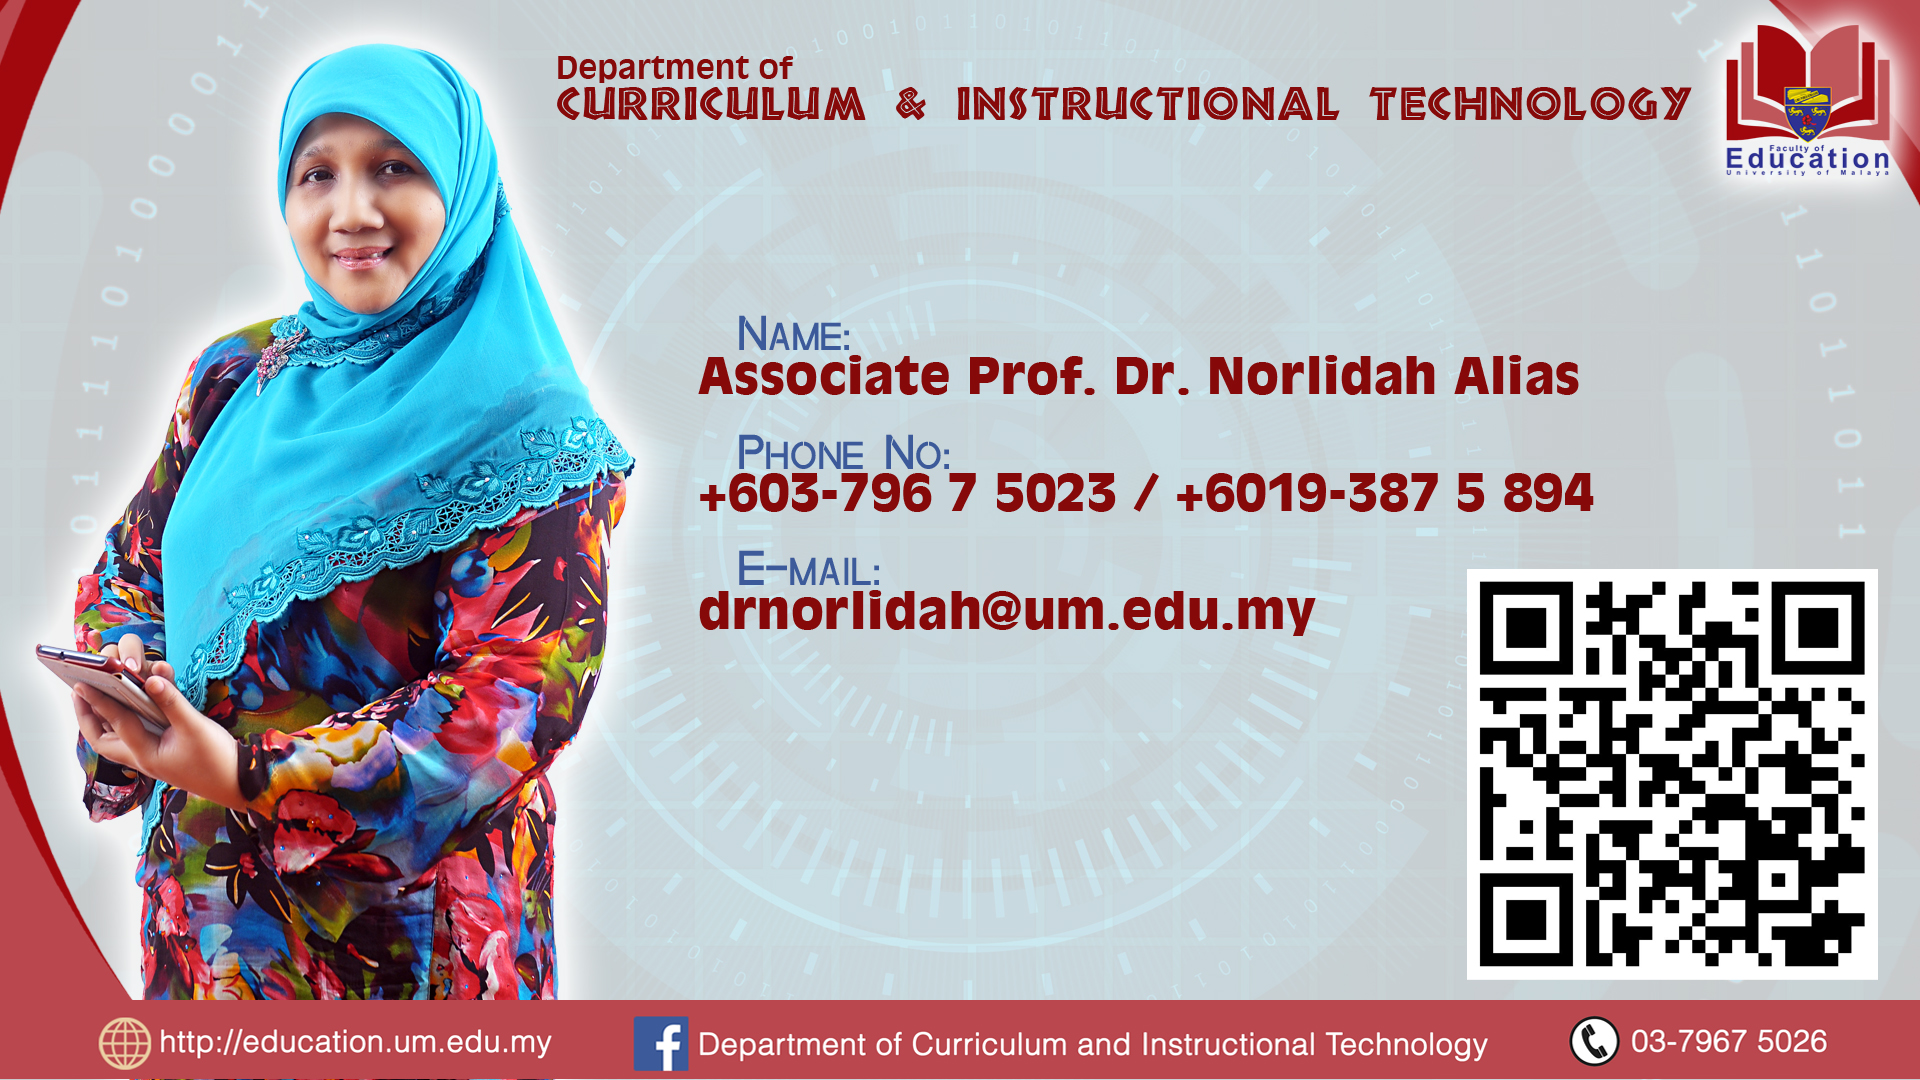 Department of
CURRICULUM & INSTRUCTIONAL TECHNOLOGY
Faculty of
Education
University of Malaya
NAME:
Associate Prof. Dr. Norlidah Alias
PHONE NO:
+603-796 7 5023 / +6019-387 5 894
E-MAIL:
drnorlidah@um.edu.my
http://education.um.edu.my
Department of Curriculum and Instructional Technology
03-7967 5026